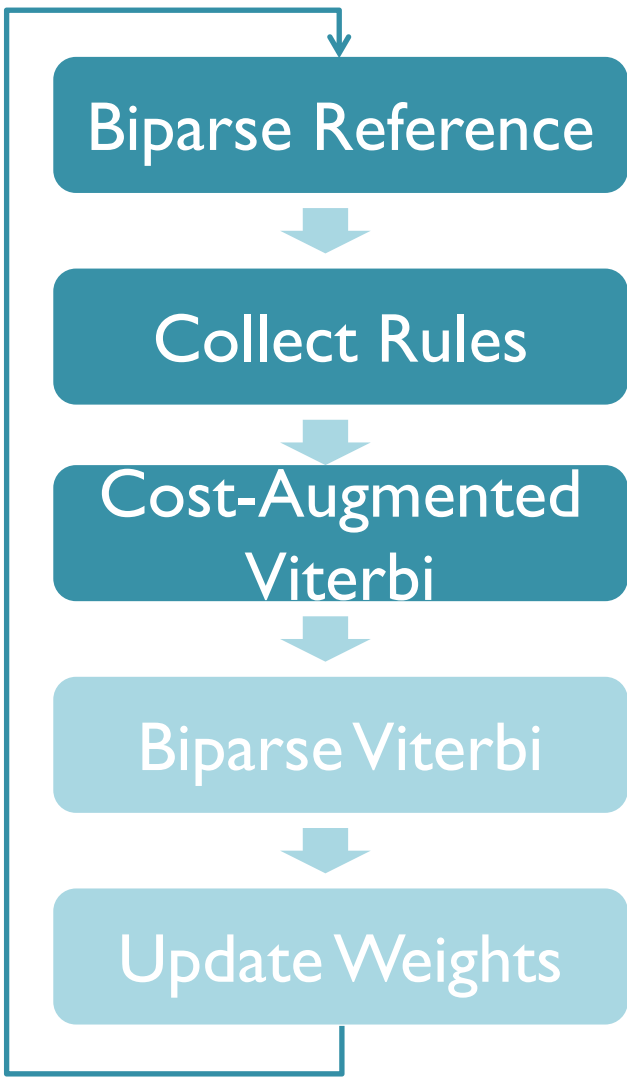 Biparse Reference
Collect Rules
Cost-Augmented
Viterbi
Biparse Viterbi
Update Weights